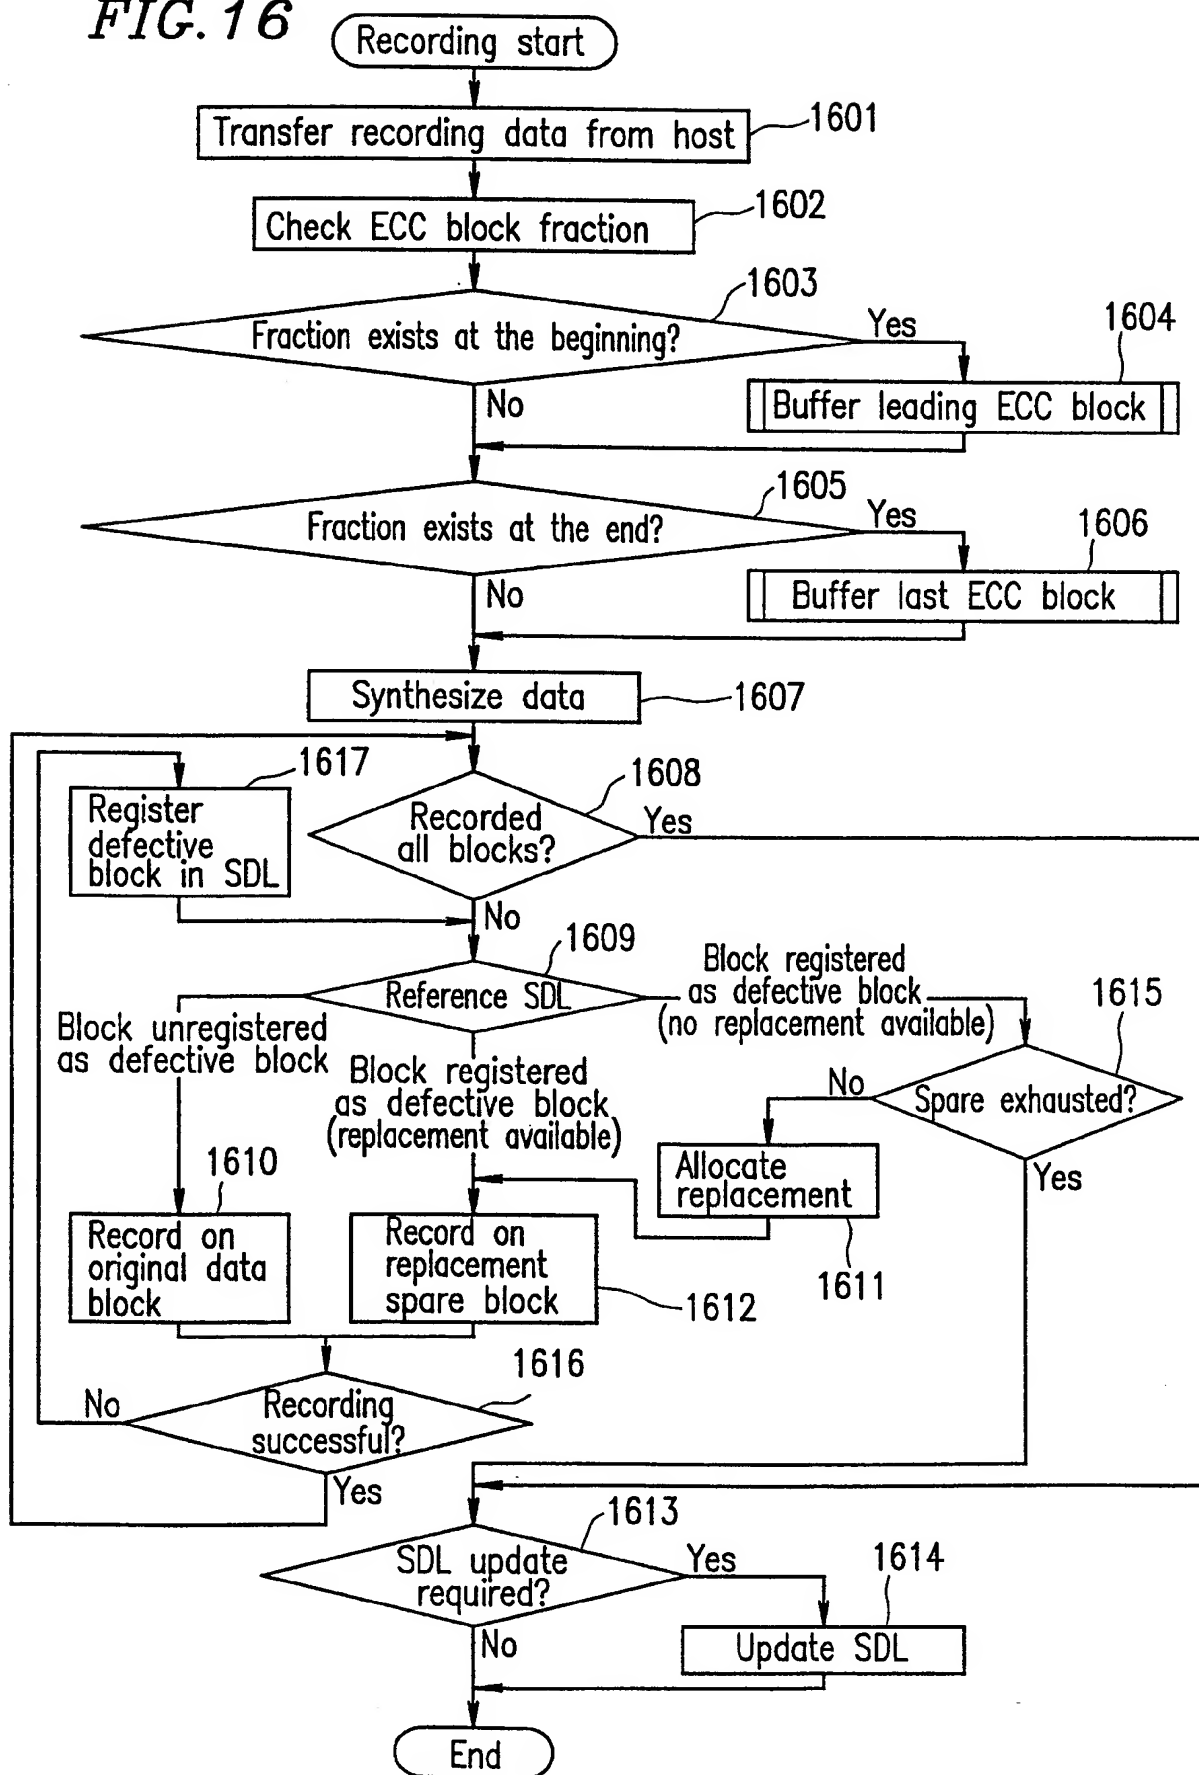 FIG. 16
Recording start
Transfer recording data from host
1601
Check ECC block fraction
1602
1603
Fraction exists at the beginning?
Yes
1604
Buffer leading ECC block
No
1605
Fraction exists at the end?
Yes
1606
Buffer last ECC block
No
Synthesize data
1607
1617
Register
defective
block in SDL
1608
Recorded
all blocks?
Yes
No
1609
Reference SDL
Block unregistered
as defective block
Block registered
as defective block
(replacement available)
Block registered
as defective block
(no replacement available)
1615
Spare exhausted?
No
Yes
Allocate
replacement
1611
1610
Record on
original data
block
Record on
replacement
spare block
1612
1616
Recording
successful?
No
Yes
1613
SDL update
required?
Yes
1614
Update SDL
No
End